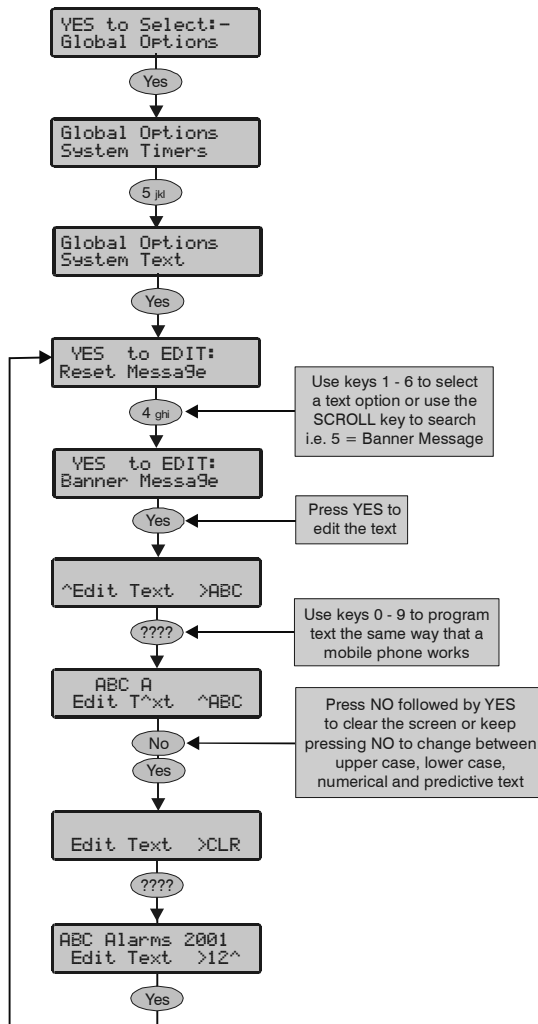 YES to Select:-
Global Options
Yes
Global Options
System Timers
5 jkl
Global Options
System Text
Yes
YES to EDIT:
Reset Message
Use keys 1 - 6 to select
a text option or use the
SCROLL key to search
i.e. 5 = Banner Message
4 ghi
YES to EDIT:
Banner Message
Press YES to
edit the text
Yes
^Edit Text >ABC
Use keys 0 - 9 to program
text the same way that a
mobile phone works
????
ABC A
Edit T^xt ^ABC
Press NO followed by YES
to clear the screen or keep
pressing NO to change between
upper case, lower case,
numerical and predictive text
No
Yes
Edit Text >CLR
????
ABC Alarms 2001
Edit Text >12^
Yes